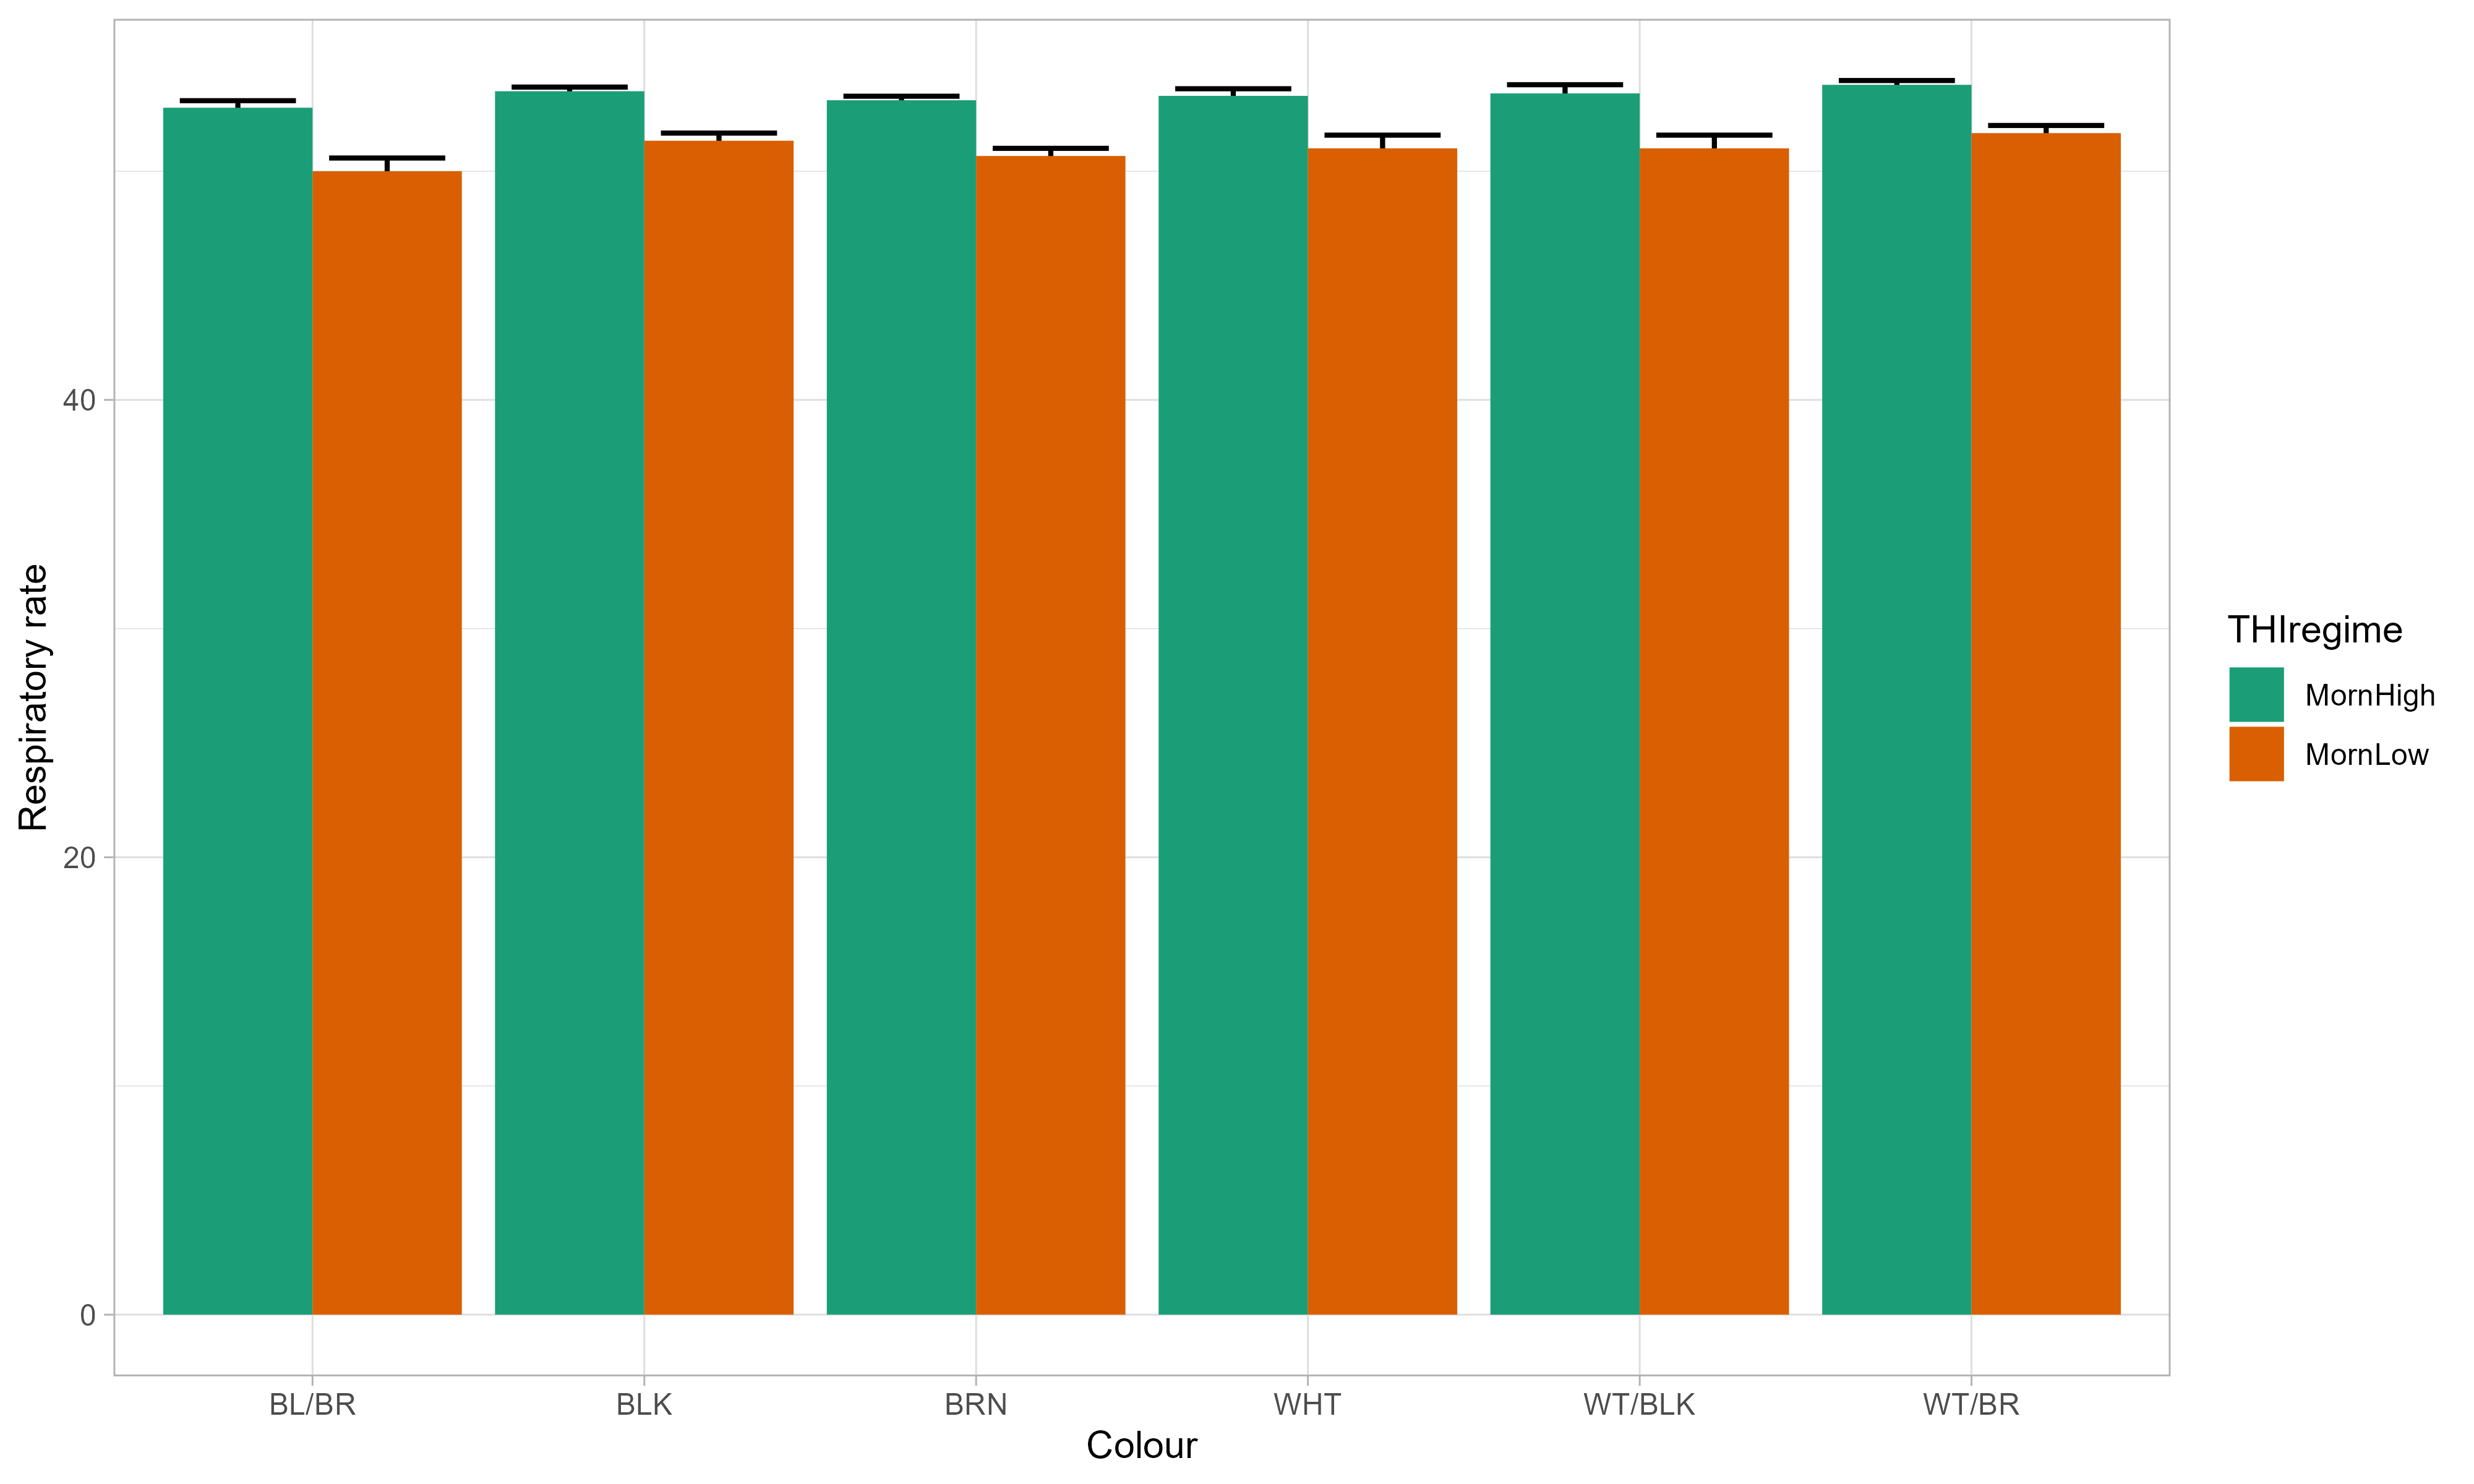 40
20
0
Respiratory rate
BL/BR
BLK
BRN
WHT
WT/BLK
WT/BR
Colour
THIregime
MornHigh
MornLow